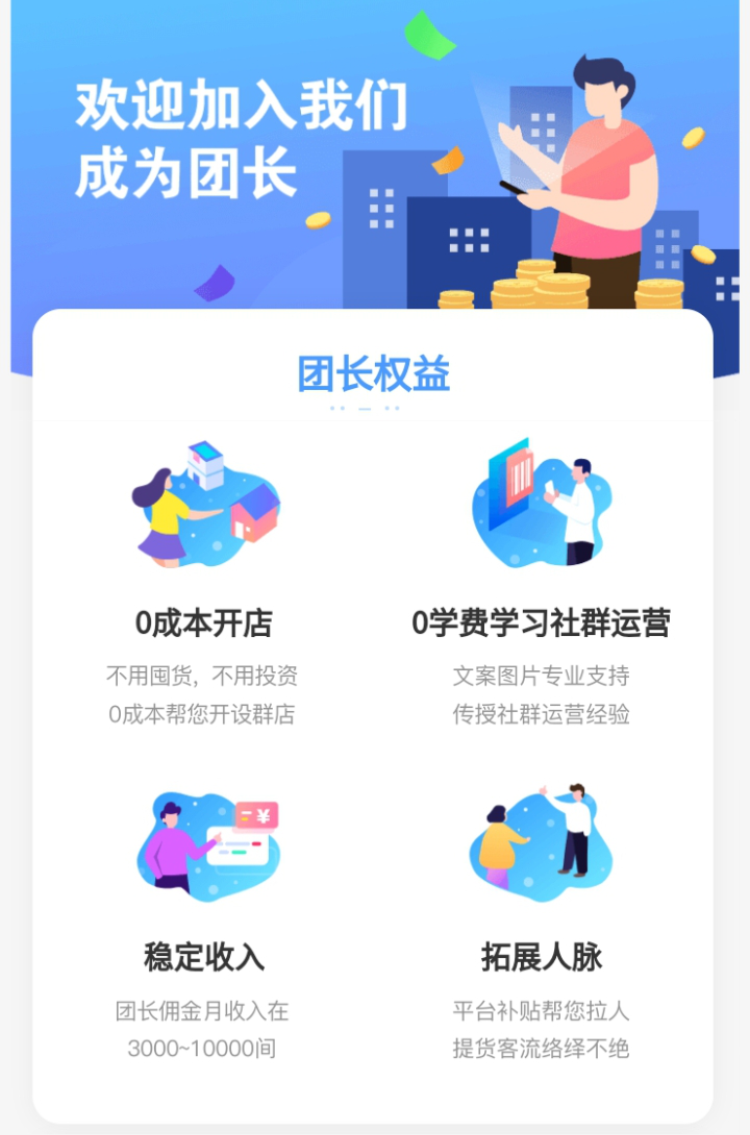 欢迎加入我们
成为团长
团长权益
0成本开店
不用囤货，不用投资
0成本帮您开设群店
0学费学习社群运营
文案图片专业支持
传授社群运营经验
¥
稳定收入
团长佣金月收入在
3000~10000间
拓展人脉
平台补贴帮您拉人
提货客流络绎不绝